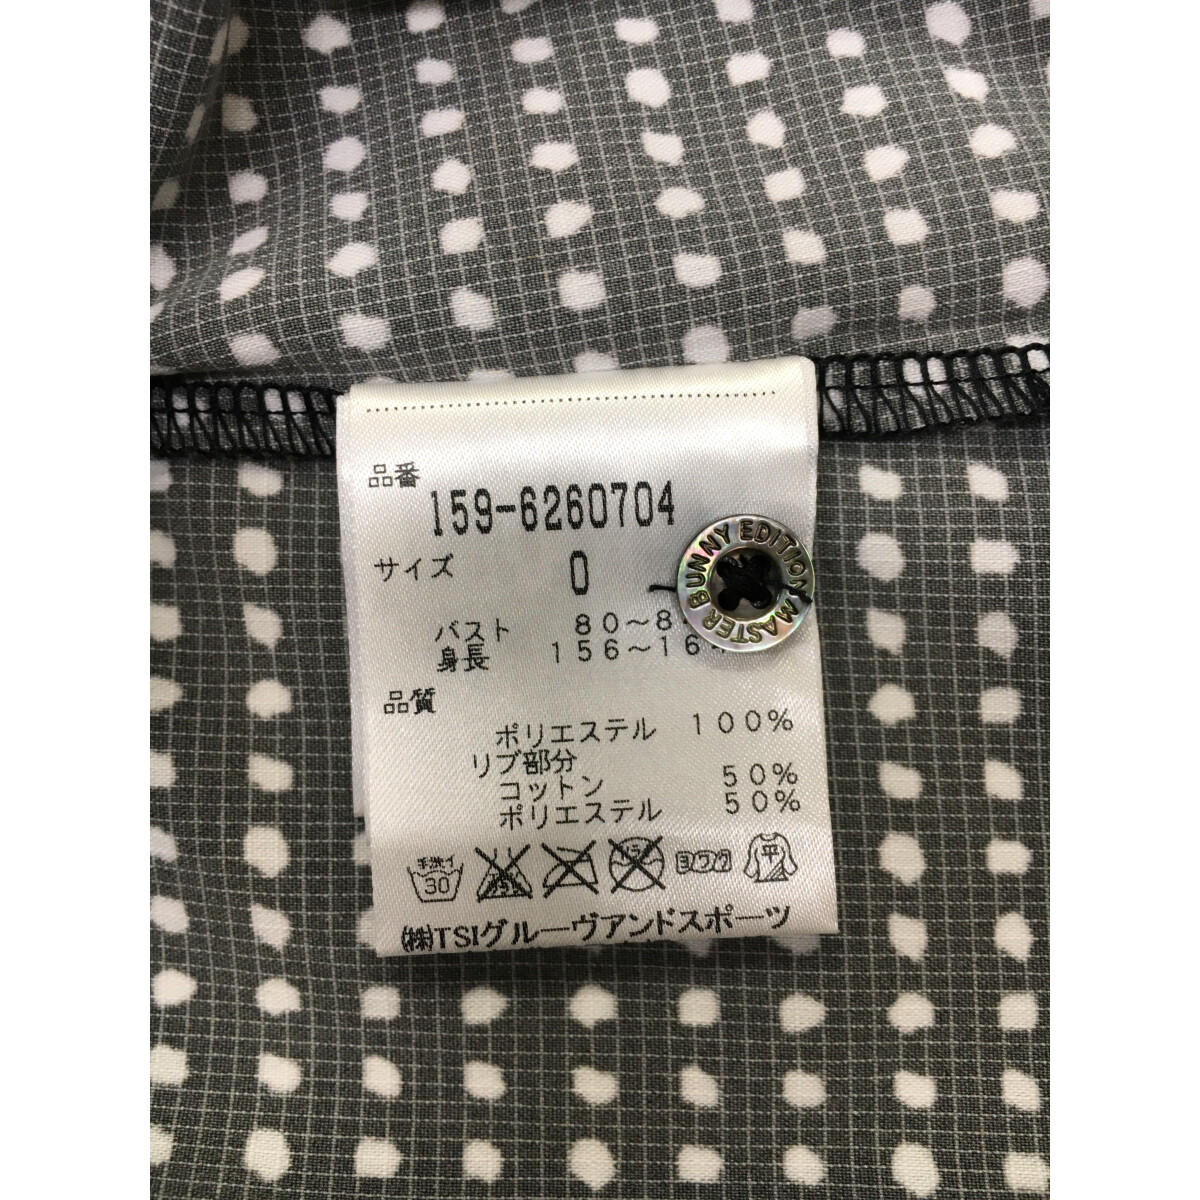 品番
159-6260704
サイズ 0
バスト 80～8
身長 156～16
品質
ポリエステル 100%
リブ部分
コットン 50%
ポリエステル 50%
手洗イ
30
平
ヨワク
㈱TSIグルーヴアンドスポーツ
MASTER BUNNY EDITION